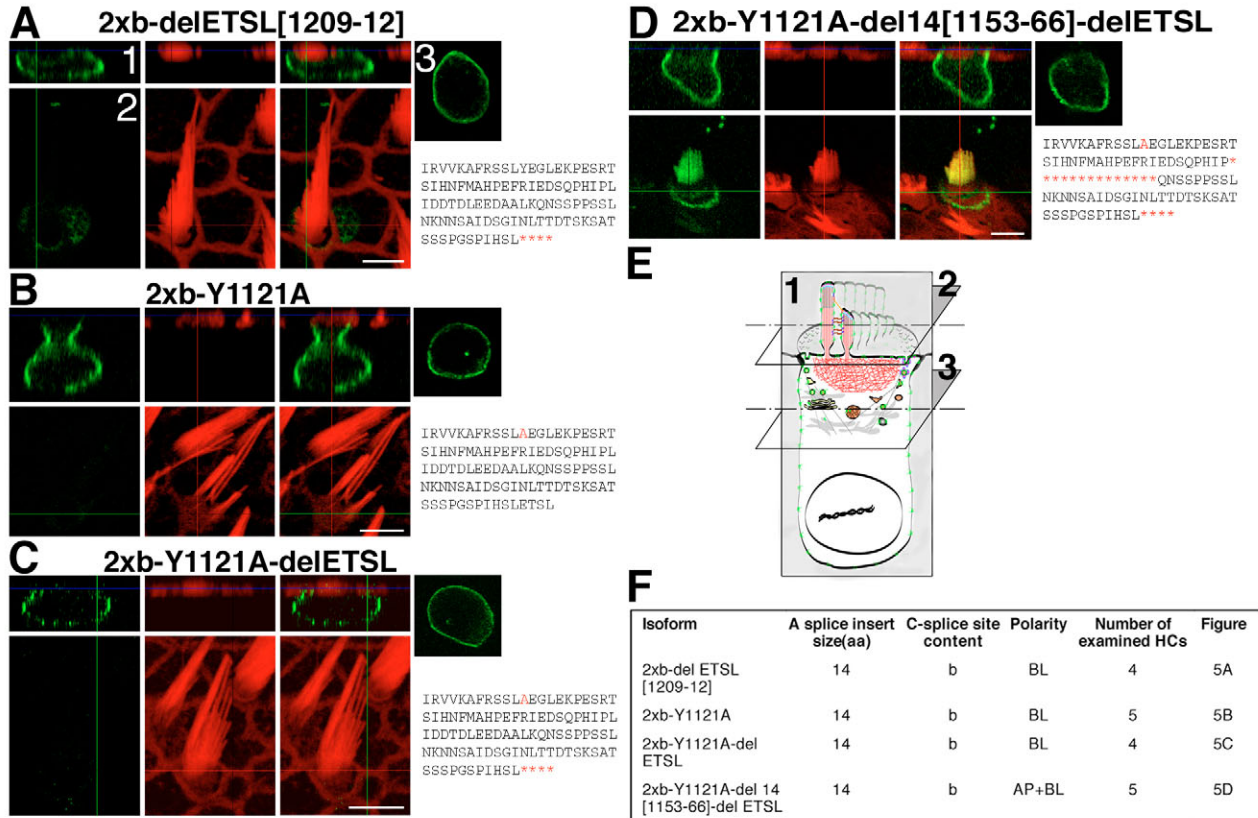 A
2xb-delETSL[1209-12]
1
2
3
IRVVKAFRSSLYEGLEKPESRT
SIHNFMAHPEFRIEDSQPHIPL
IDDTDLEEDAALKQNSSPPSSL
NKNNSAIDSGINLTTDTSKSAT
SSSPGSPIHSL****
B
2xb-Y1121A
IRVVKAFRSSLAEGLEKPESRT
SIHNFMAHPEFRIEDSQPHIPL
IDDTDLEEDAALKQNSSPPSSL
NKNNSAIDSGINLTTDTSKSAT
SSSPGSPIHSLETSL
C
2xb-Y1121A-delETSL
IRVVKAFRSSLAEGLEKPESRT
SIHNFMAHPEFRIEDSQPHIPL
IDDTDLEEDAALKQNSSPPSSL
NKNNSAIDSGINLTTDTSKSAT
SSSPGSPIHSL****
D
2xb-Y1121A-del14[1153-66]-delETSL
IRVVKAFRSSLAEGLEKPESRT
SIHNFMAHPEFRIEDSQPHIP*
*************QNSSPPSSL
NKNNSAIDSGINLTTDTSKSAT
SSSPGSPIHSL****
E
1
2
3
F
Isoform A splice insert size(aa) C-splice site content Polarity Number of examined HCs Figure
2xb-del ETSL 14 b BL 4 5A
[1209-12]
2xb-Y1121A 14 b BL 5 5B
2xb-Y1121A-del 14 b BL 4 5C
ETSL
2xb-Y1121A-del 14 14 b AP+BL 5 5D
[1153-66]-del ETSL